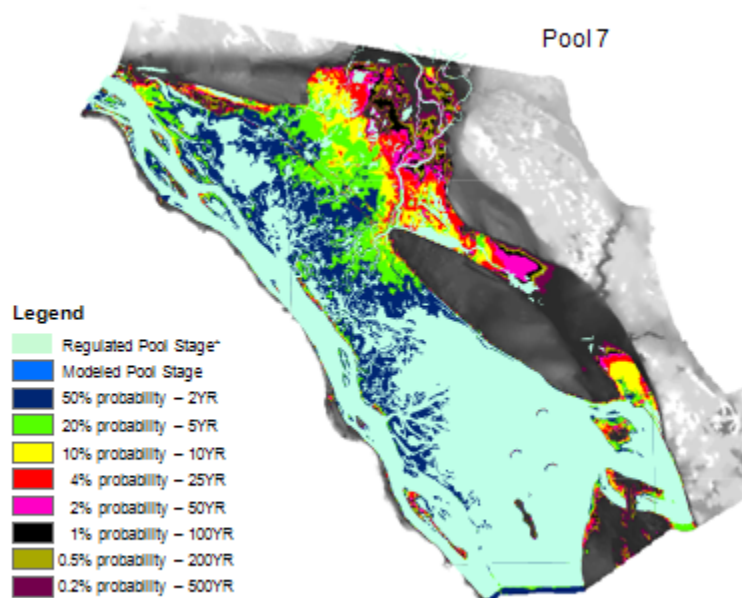 Pool 7
Legend
Regulated Pool Stage*
Modeled Pool Stage
50% probability – 2YR
20% probability – 5YR
10% probability – 10YR
4% probability – 25YR
2% probability – 50YR
1% probability – 100YR
0.5% probability – 200YR
0.2% probability – 500YR